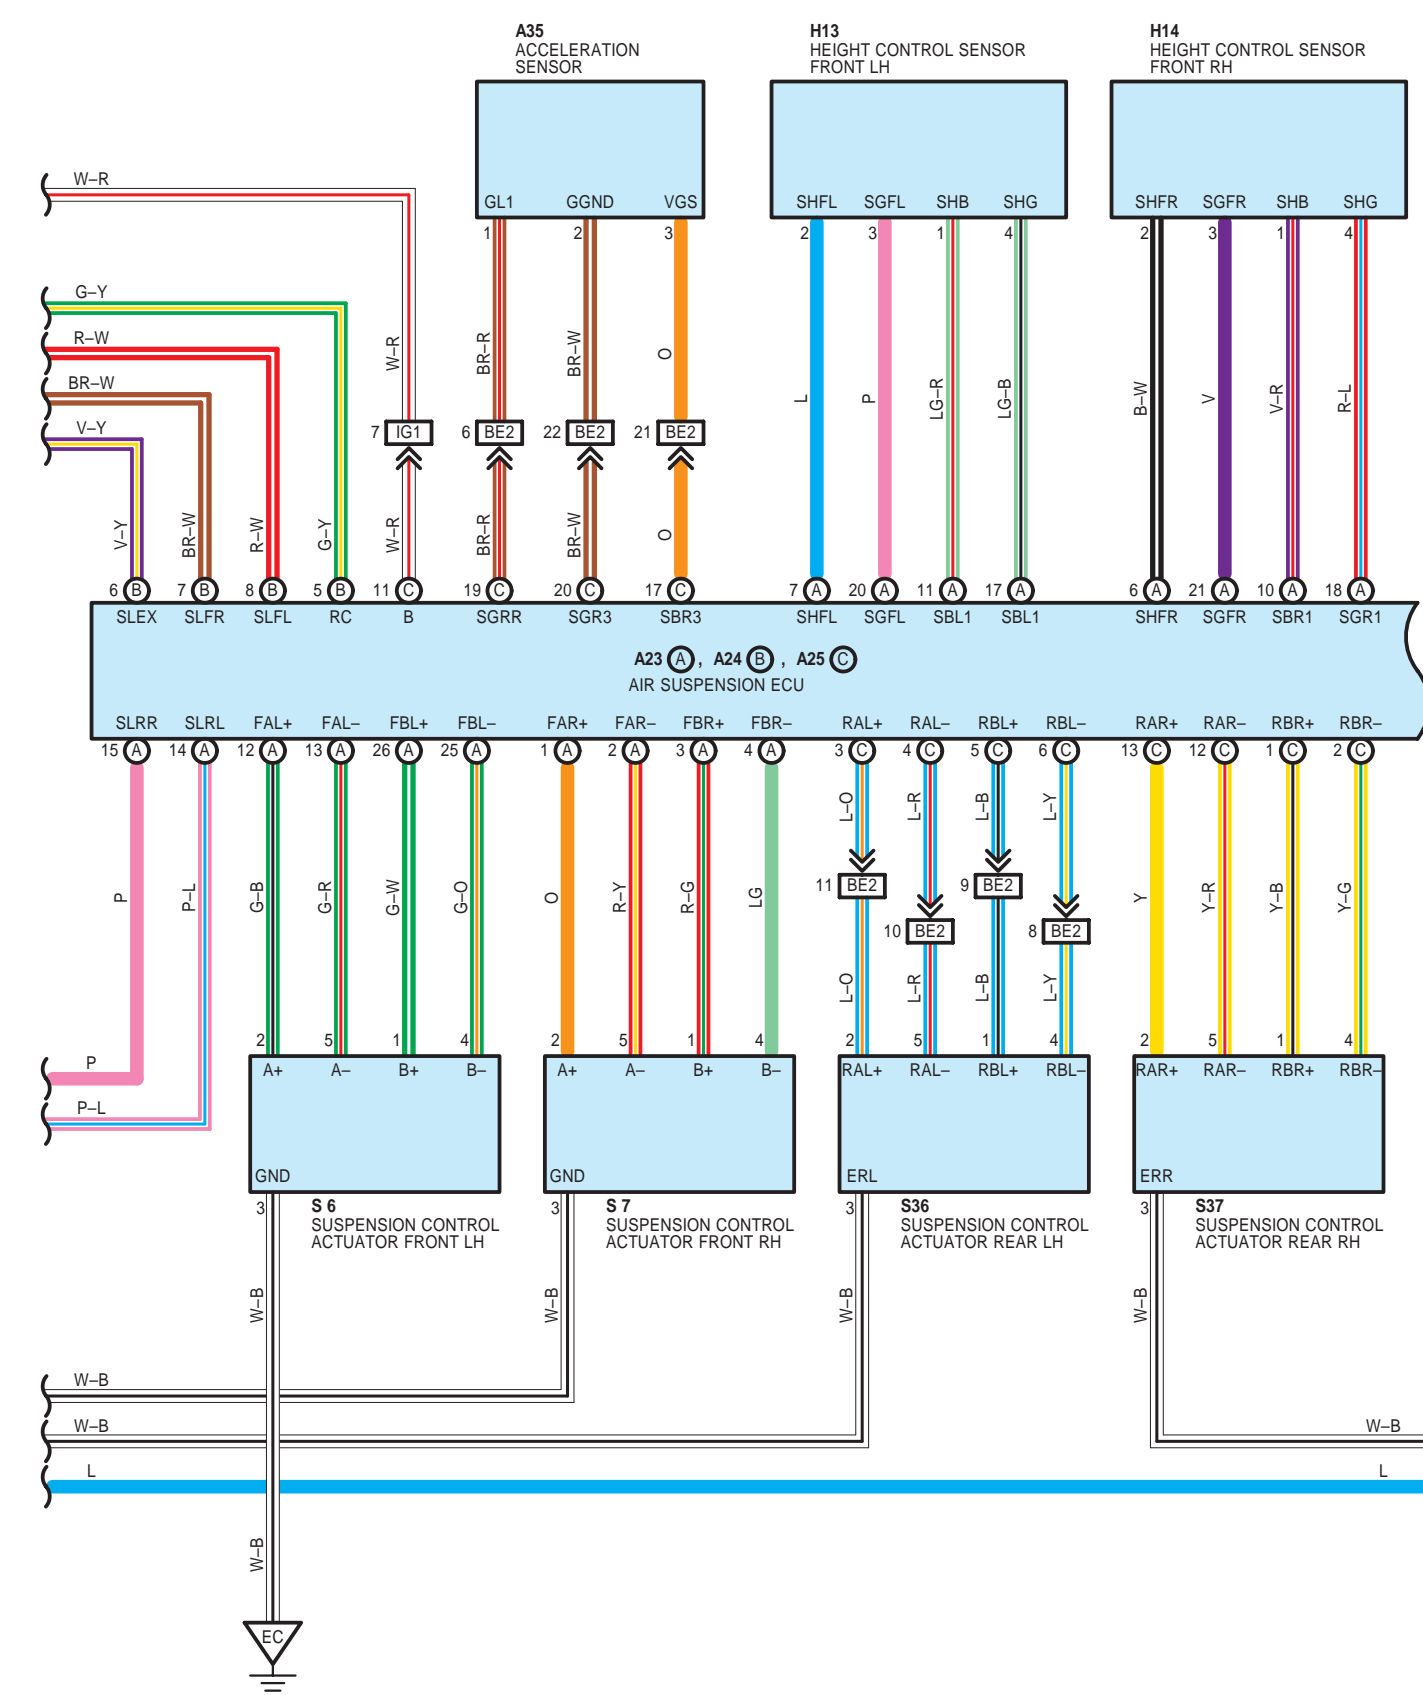 A35
ACCELERATION
SENSOR
H13
HEIGHT CONTROL SENSOR
FRONT LH
H14
HEIGHT CONTROL SENSOR
FRONT RH
GL1 GGND VGS
SHFL SGFL SHB SHG
SHFR SGFR SHB SHG
1 2 3
2 3 1 4
2 3 1 4
W–R
G–Y
R–W
BR–W
V–Y
W–R BR–R BR–W O
L P LG–R LG–B
B–W V V–R R–L
7 IG1 6 BE2 22 BE2 21 BE2
V–Y BR–W R–W G–Y W–R BR–R BR–W O
6 B 7 B 8 B 5 B 11 C 19 C 20 C 17 C 7 A 20 A 11 A 17 A 6 A 21 A 10 A 18 A
SLEX SLFR SLFL RC B SGRR SGR3 SBR3 SHFL SGFL SBL1 SBL1 SHFR SGFR SBR1 SGR1
A23 A , A24 B , A25 C
AIR SUSPENSION ECU
SLRR SLRL FAL+ FAL– FBL+ FBL– FAR+ FAR– FBR+ FBR– RAL+ RAL– RBL+ RBL– RAR+ RAR– RBR+ RBR–
15 A 14 A 12 A 13 A 26 A 25 A 1 A 2 A 3 A 4 A 3 C 4 C 5 C 6 C 13 C 12 C 1 C 2 C
L–O L–R L–B L–Y
P P–L G–B G–R G–W G–O O R–Y R–G LG
11 BE2 9 BE2
Y Y–R Y–B Y–G
10 BE2 8 BE2
L–O L–R L–B L–Y
2 5 1 4 2 5 1 4 2 5 1 4 2 5 1 4
P
A+ A– B+ B– A+ A– B+ B– RAL+ RAL– RBL+ RBL– RAR+ RAR– RBR+ RBR–
P–L
GND GND ERL ERR
3 S 6
SUSPENSION CONTROL
ACTUATOR FRONT LH
3 S 7
SUSPENSION CONTROL
ACTUATOR FRONT RH
3 S36
SUSPENSION CONTROL
ACTUATOR REAR LH
3 S37
SUSPENSION CONTROL
ACTUATOR REAR RH
W–B W–B W–B W–B
W–B
W–B W–B
L L
W–B
EC